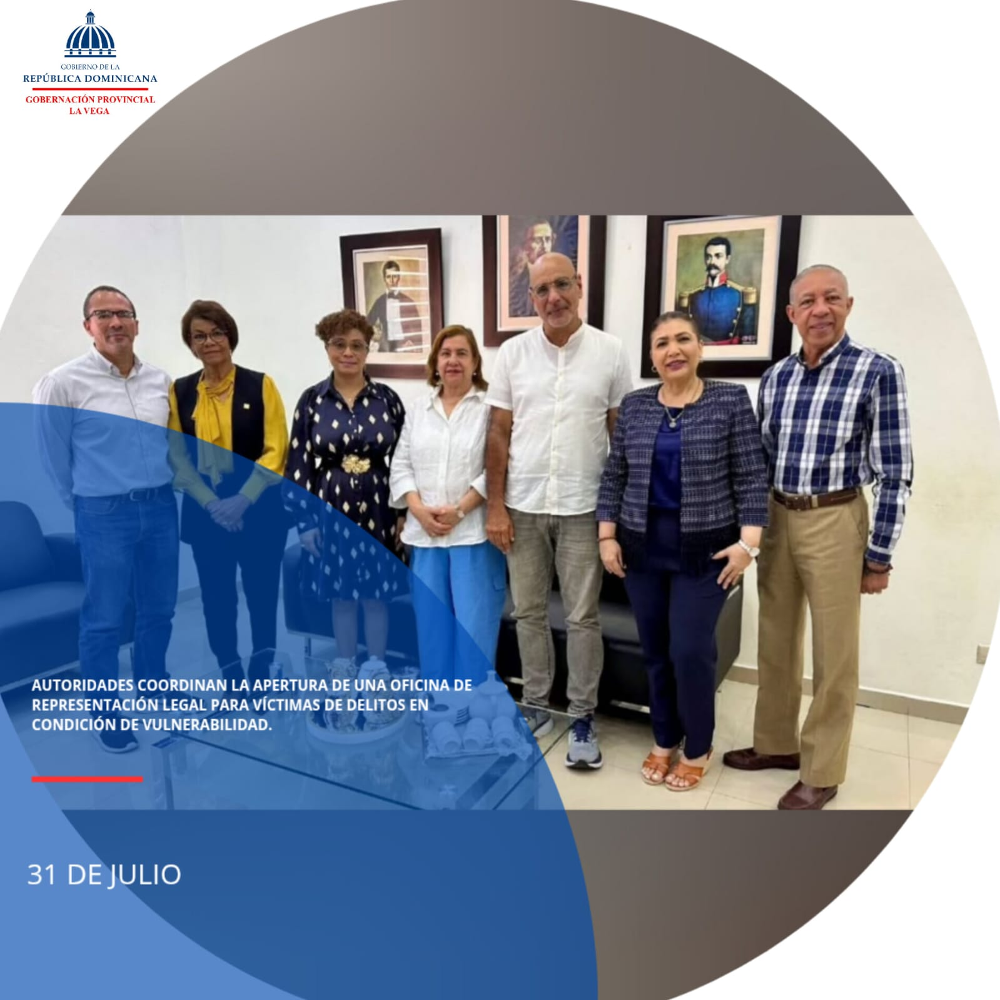 GOBIERNO DE LA
REPÚBLICA DOMINICANA
GOBERNACIÓN PROVINCIAL
LA VEGA
AUTORIDADES COORDINAN LA APERTURA DE UNA OFICINA DE
REPRESENTACIÓN LEGAL PARA VÍCTIMAS DE DELITOS EN
CONDICIÓN DE VULNERABILIDAD.
31 DE JULIO